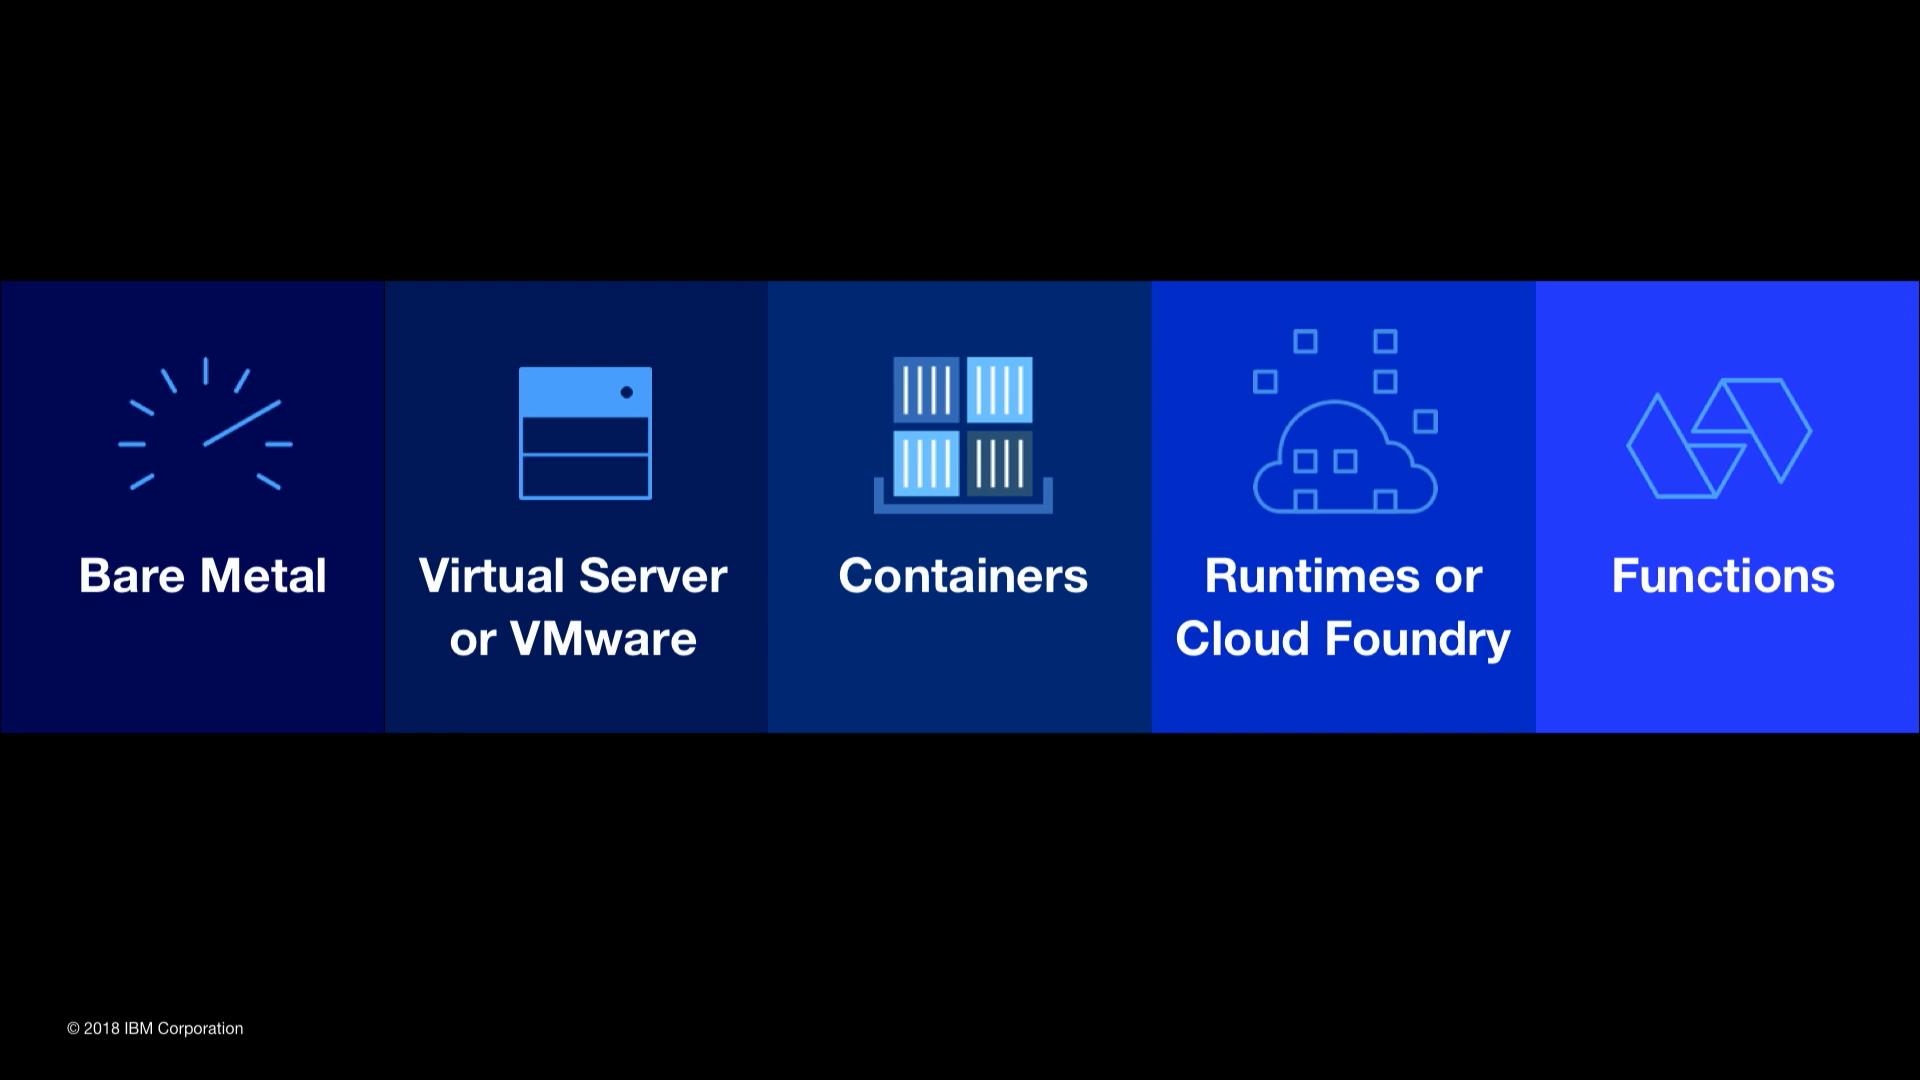 Bare Metal
Virtual Server
or VMware
Containers
Runtimes or
Cloud Foundry
Functions
© 2018 IBM Corporation